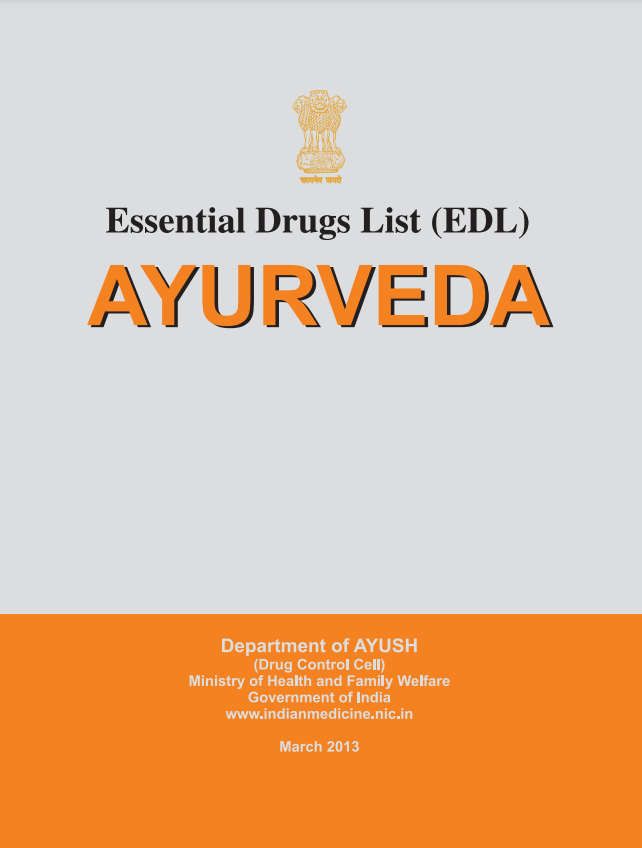 सत्यमेव जयते
Essential Drugs List (EDL)
AYURVEDA
Department of AYUSH
(Drug Control Cell)
Ministry of Health and Family Welfare
Government of India
www.indianmedicine.nic.in
March 2013